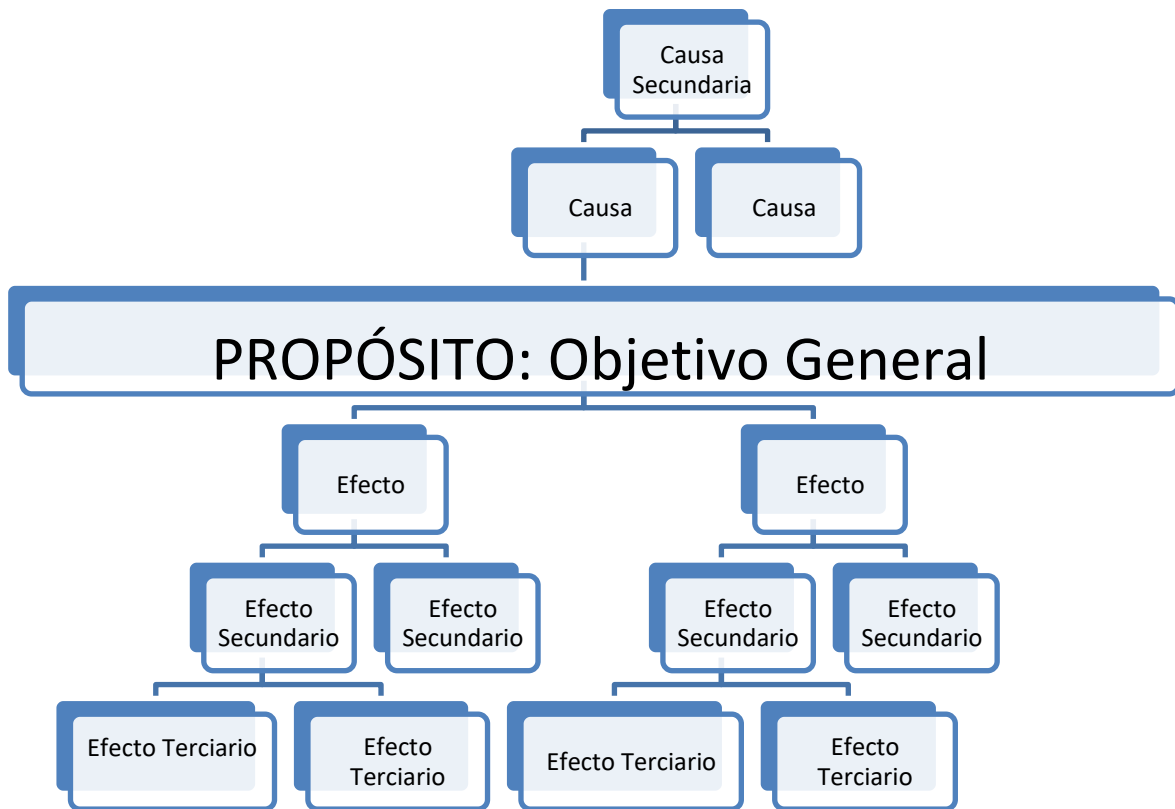 Causa
Secundaria
Causa
Causa
PROPÓSITO: Objetivo General
Efecto
Efecto
Efecto
Secundario
Efecto
Secundario
Efecto
Secundario
Efecto
Secundario
Efecto Terciario
Efecto
Terciario
Efecto Terciario
Efecto
Terciario